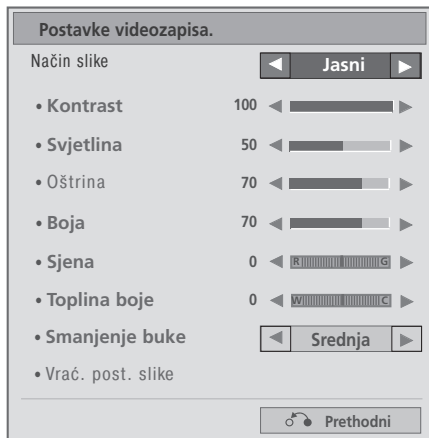 Postavke videozapisa.
Način slike ◄ Jasni ►
• Kontrast 100 ◄ ►
• Svjetlina 50 ◄ ►
• Oštrina 70 ◄ ►
• Boja 70 ◄ ►
• Sjena 0 ◄ R G ►
• Toplina boje 0 ◄ W C ►
• Smanjenje buke ◄ Srednja ►
• Vrać. post. slike
Prethodni